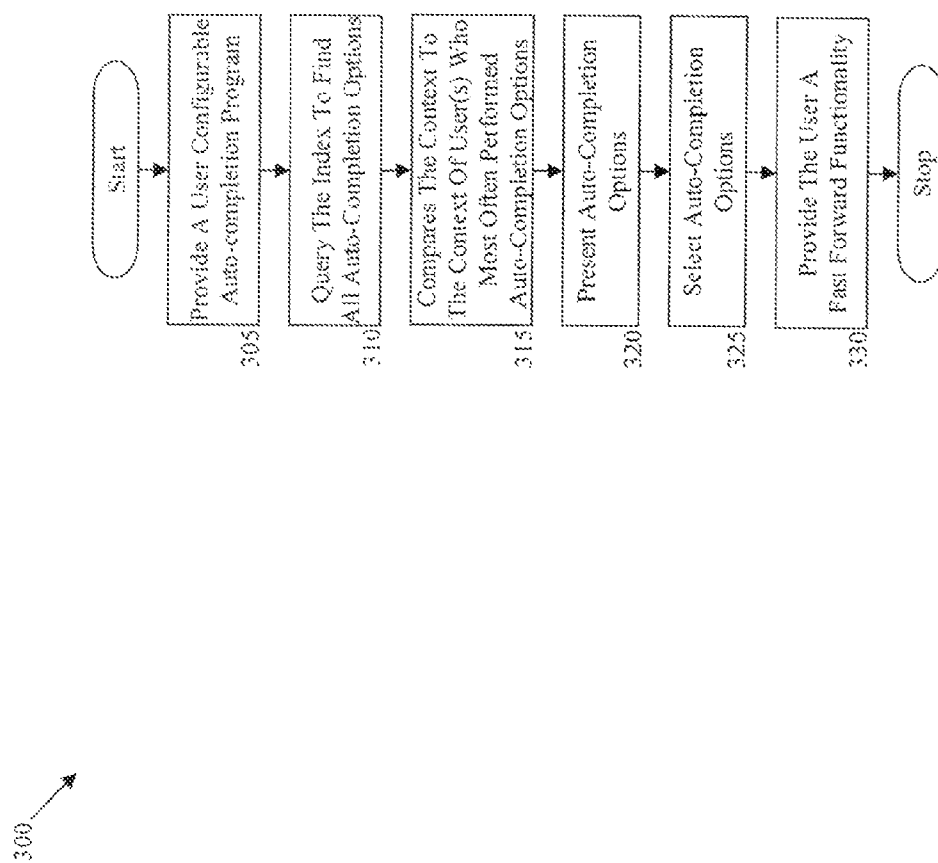 300
Start
Provide A User Configurable
Auto-completion Program
305
Query The Index To Find
All Auto-Completion Options
310
Compares The Context To
The Context Of User(s) Who
Most Often Performed
Auto-Completion Options
315
Present Auto-Completion
Options
320
Select Auto-Completion
Options
325
Provide The User A
Fast Forward Functionality
330
Stop